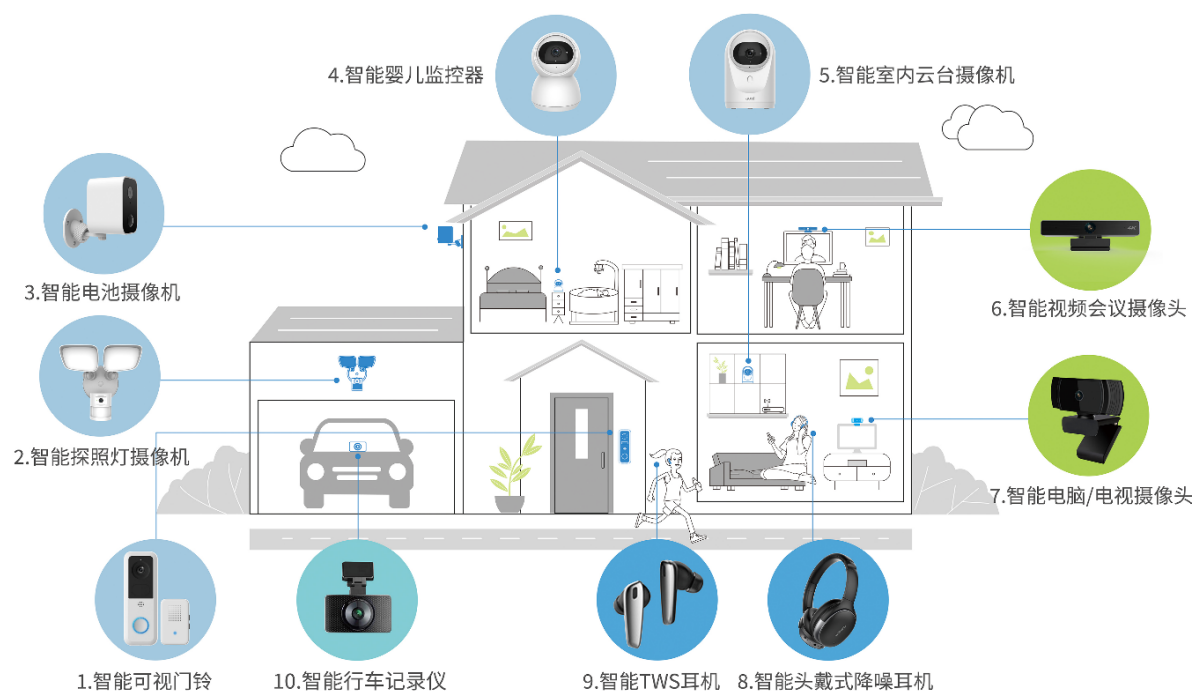 4.智能婴儿监控器
5.智能室内云台摄像机
3.智能电池摄像机
6.智能视频会议摄像头
2.智能探照灯摄像机
7.智能电脑/电视摄像头
1.智能可视门铃
10.智能行车记录仪
9.智能TWS耳机
8.智能头戴式降噪耳机